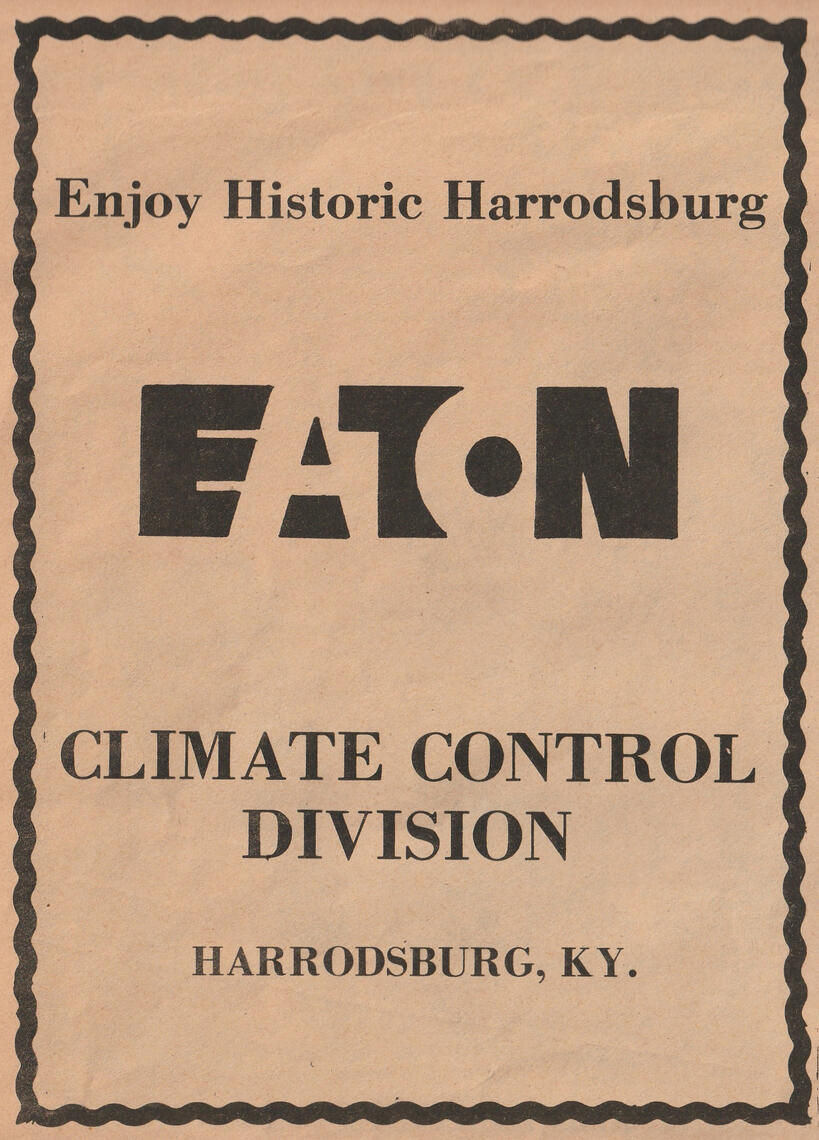 Enjoy Historic Harrodsburg
EATON
CLIMATE CONTROL
DIVISION
HARRODSBURG, KY.